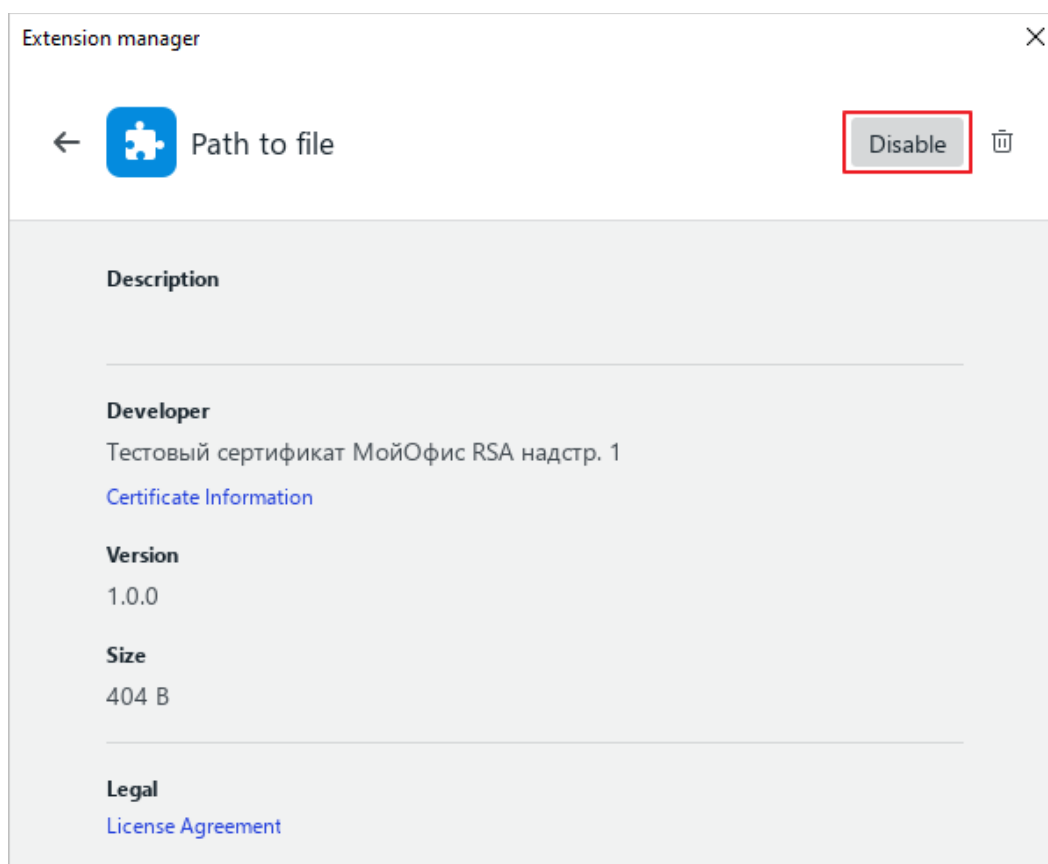 Extension manager
Path to file
Disable
Description
Developer
Тестовый сертификат МойОфис RSA надстр. 1
Certificate Information
Version
1.0.0
Size
404 B
Legal
License Agreement